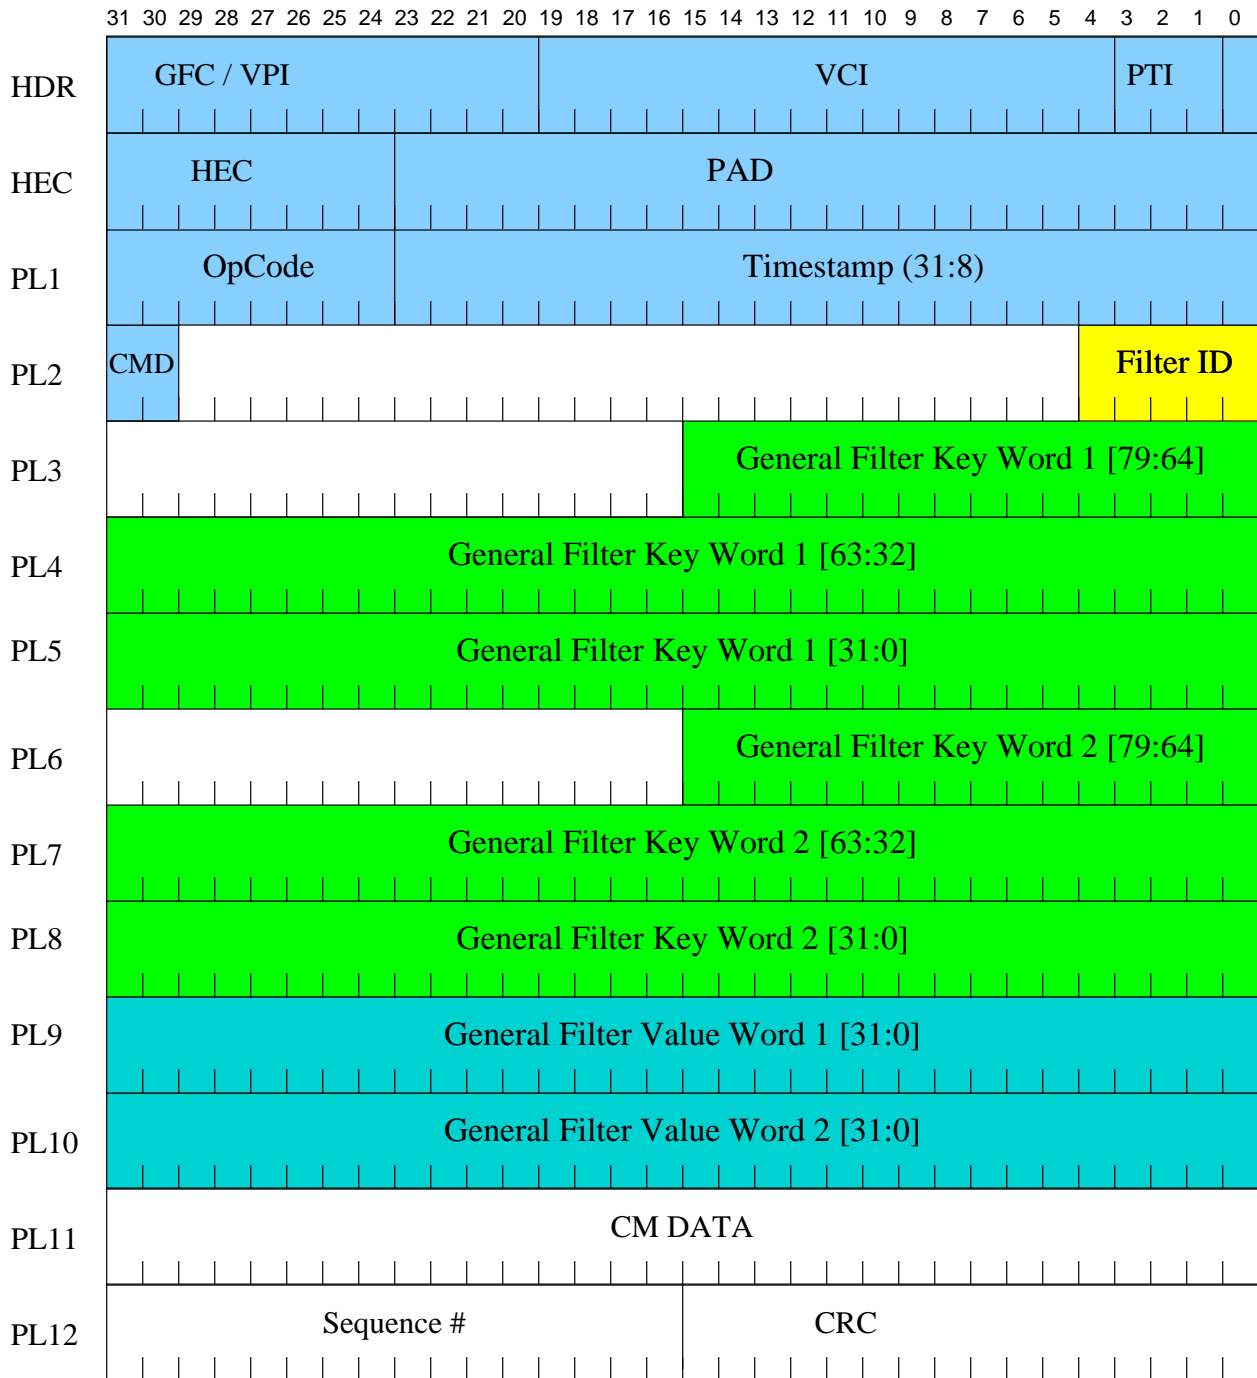 31 30 29 28 27 26 25 24 23 22 21 20 19 18 17 16 15 14 13 12 11 10 9 8 7 6 5 4 3 2 1 0
HDR GFC / VPI VCI PTI
HEC HEC PAD
PL1 OpCode Timestamp (31:8)
PL2 CMD Filter ID
PL3 General Filter Key Word 1 [79:64]
PL4 General Filter Key Word 1 [63:32]
PL5 General Filter Key Word 1 [31:0]
PL6 General Filter Key Word 2 [79:64]
PL7 General Filter Key Word 2 [63:32]
PL8 General Filter Key Word 2 [31:0]
PL9 General Filter Value Word 1 [31:0]
PL10 General Filter Value Word 2 [31:0]
PL11 CM DATA
PL12 Sequence # CRC